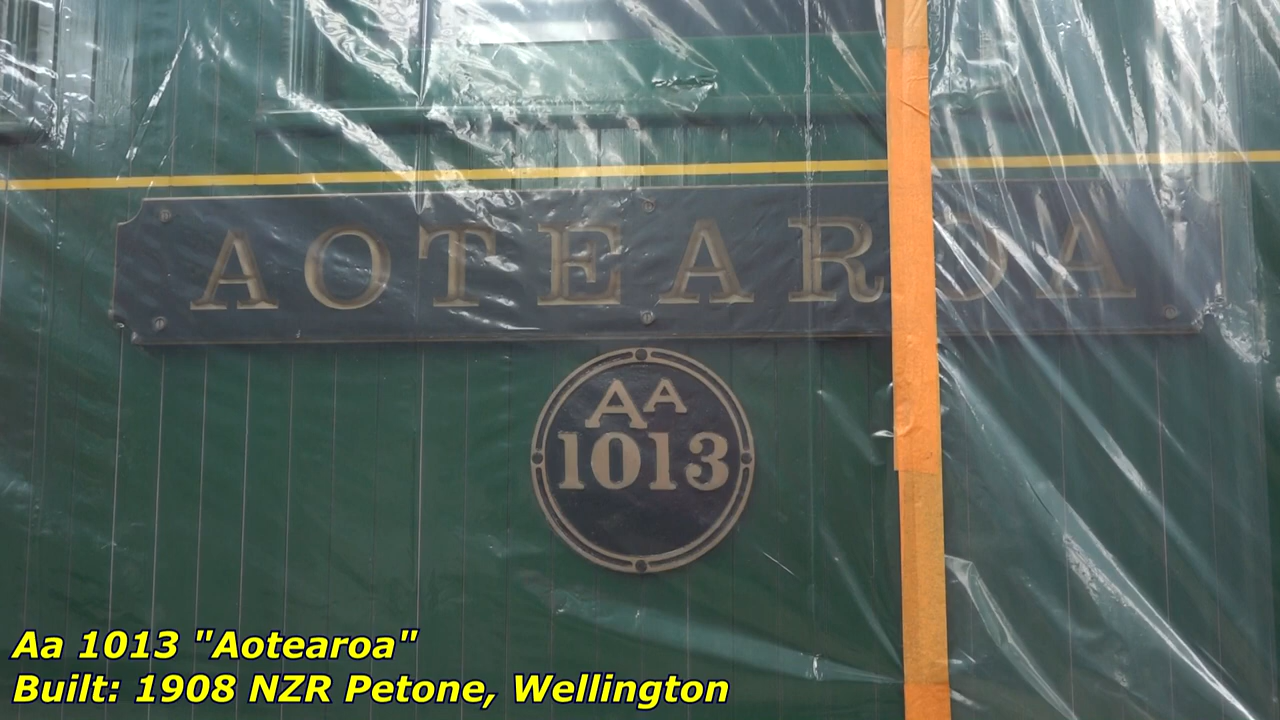 AOTEAROA
AA
1013
Aa 1013 "Aotearoa"
Built: 1908 NZR Petone, Wellington